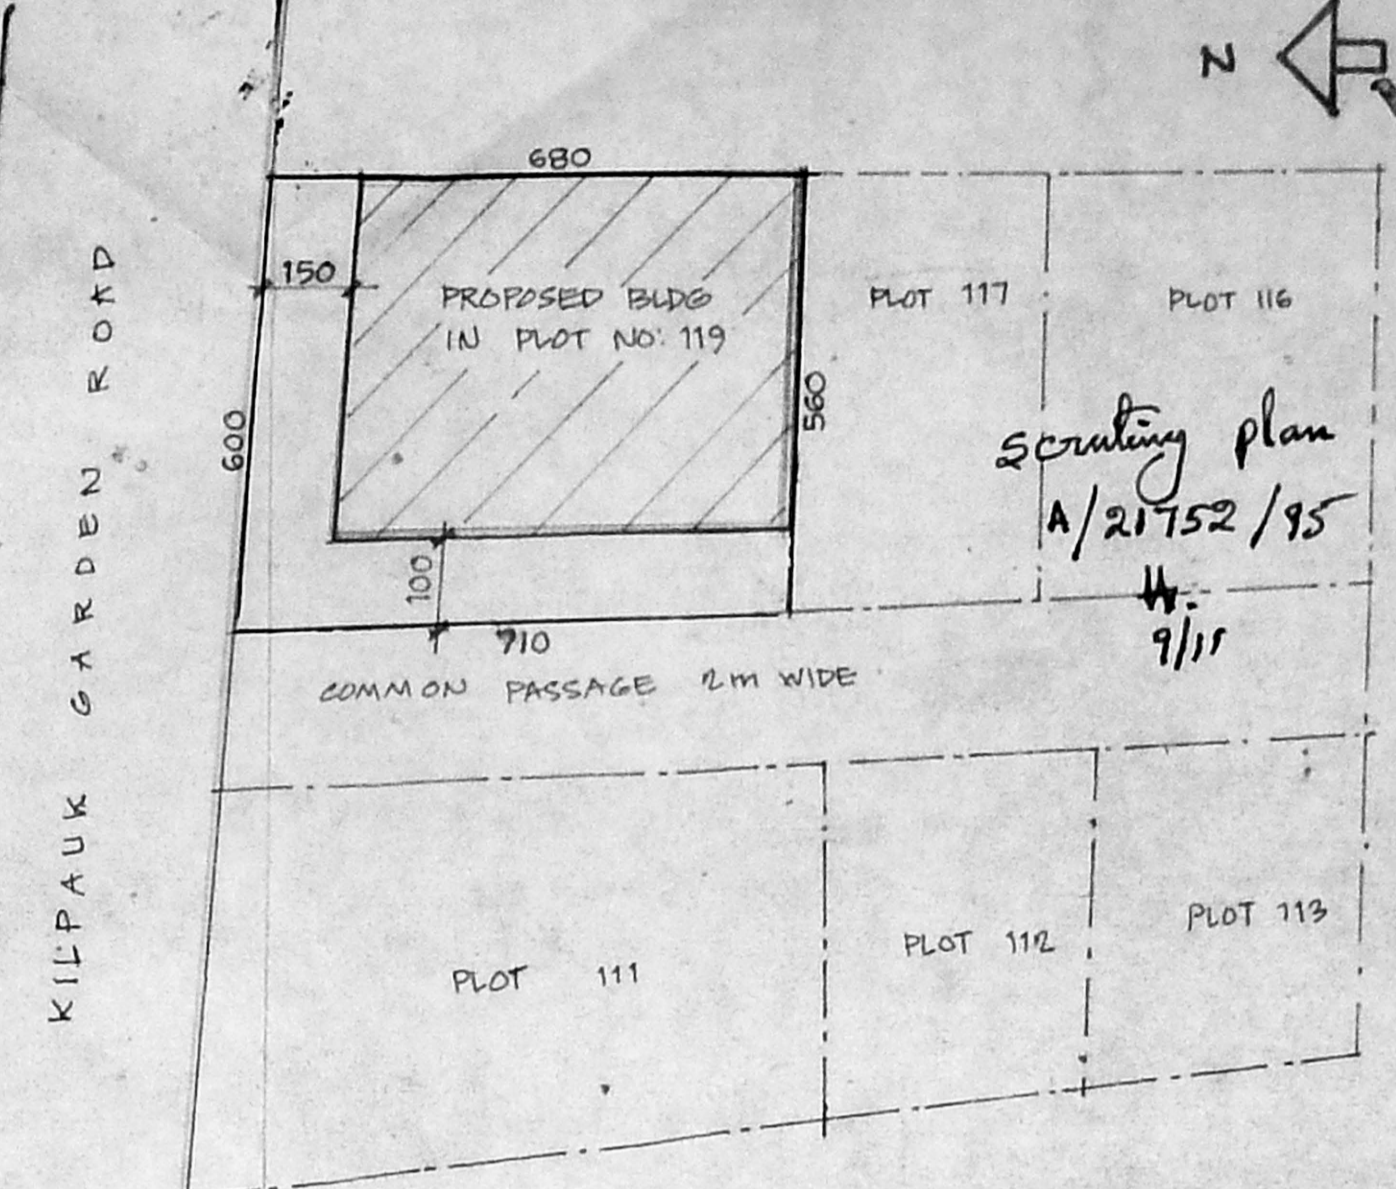 N
680
150
PROPOSED BLDG
IN PLOT NO: 119
PLOT 117
PLOT 116
600
560
KILPAUK GARDEN ROAD
scrutiny plan
A/21752/95
9/11
100
710
COMMON PASSAGE 2m WIDE
PLOT 111
PLOT 112
PLOT 113